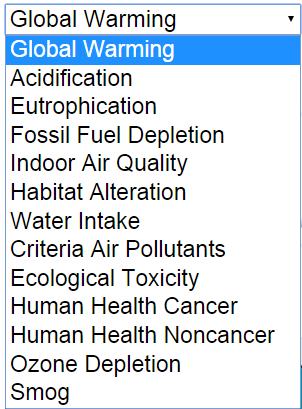 Global Warming
Global Warming
Acidification
Eutrophication
Fossil Fuel Depletion
Indoor Air Quality
Habitat Alteration
Water Intake
Criteria Air Pollutants
Ecological Toxicity
Human Health Cancer
Human Health Noncancer
Ozone Depletion
Smog